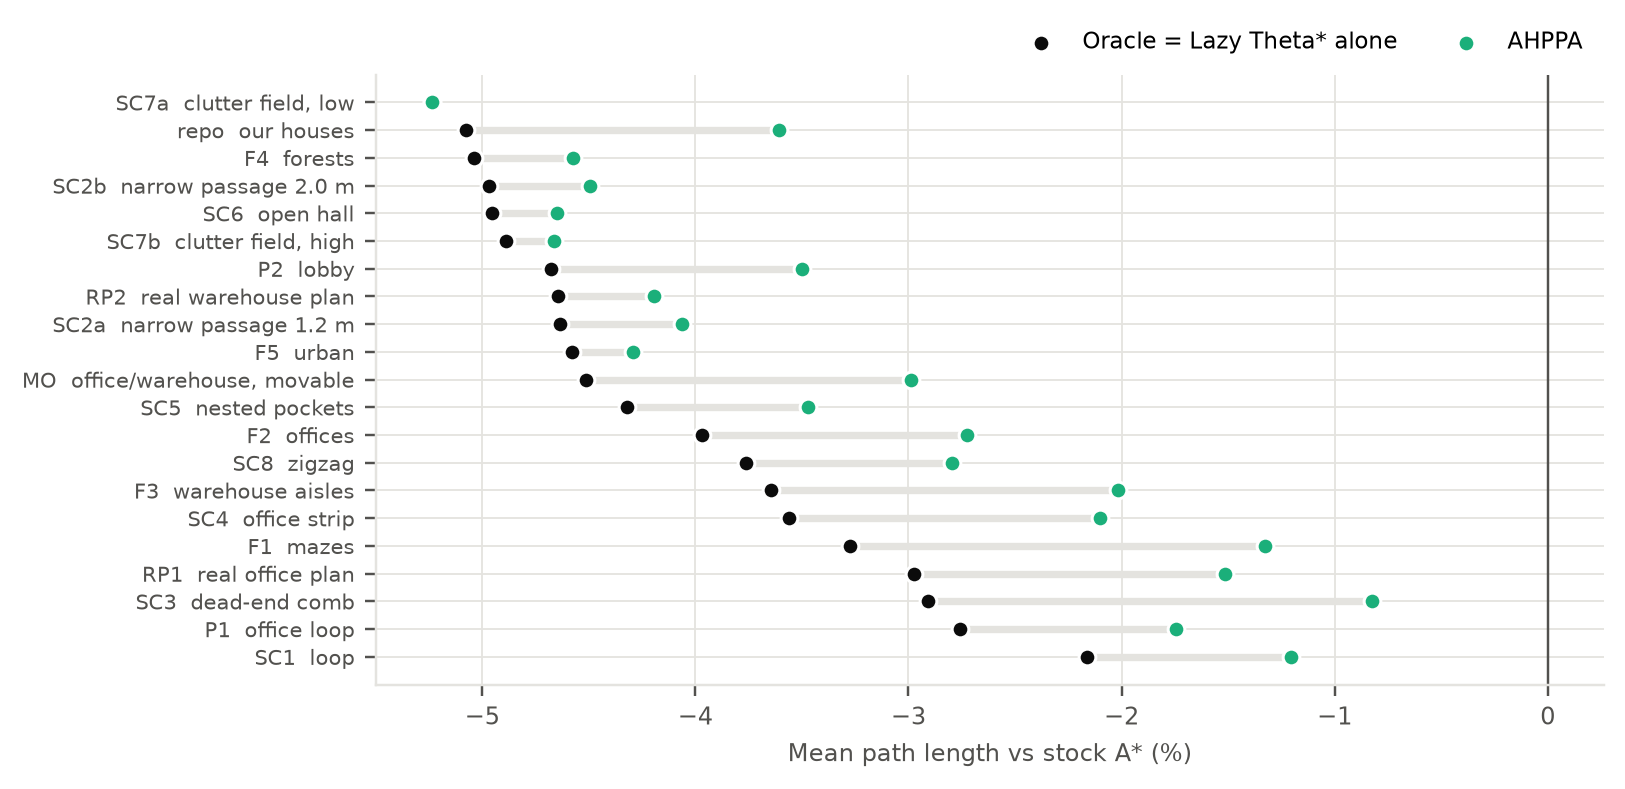 Oracle = Lazy Theta* alone
AHPPA
SC7a  clutter field, low
repo  our houses
F4  forests
SC2b  narrow passage 2.0 m
SC6  open hall
SC7b  clutter field, high
P2  lobby
RP2  real warehouse plan
SC2a  narrow passage 1.2 m
F5  urban
MO  office/warehouse, movable
SC5  nested pockets
F2  offices
SC8  zigzag
F3  warehouse aisles
SC4  office strip
F1  mazes
RP1  real office plan
SC3  dead-end comb
P1  office loop
SC1  loop
−5 −4 −3 −2 −1 0
Mean path length vs stock A* (%)